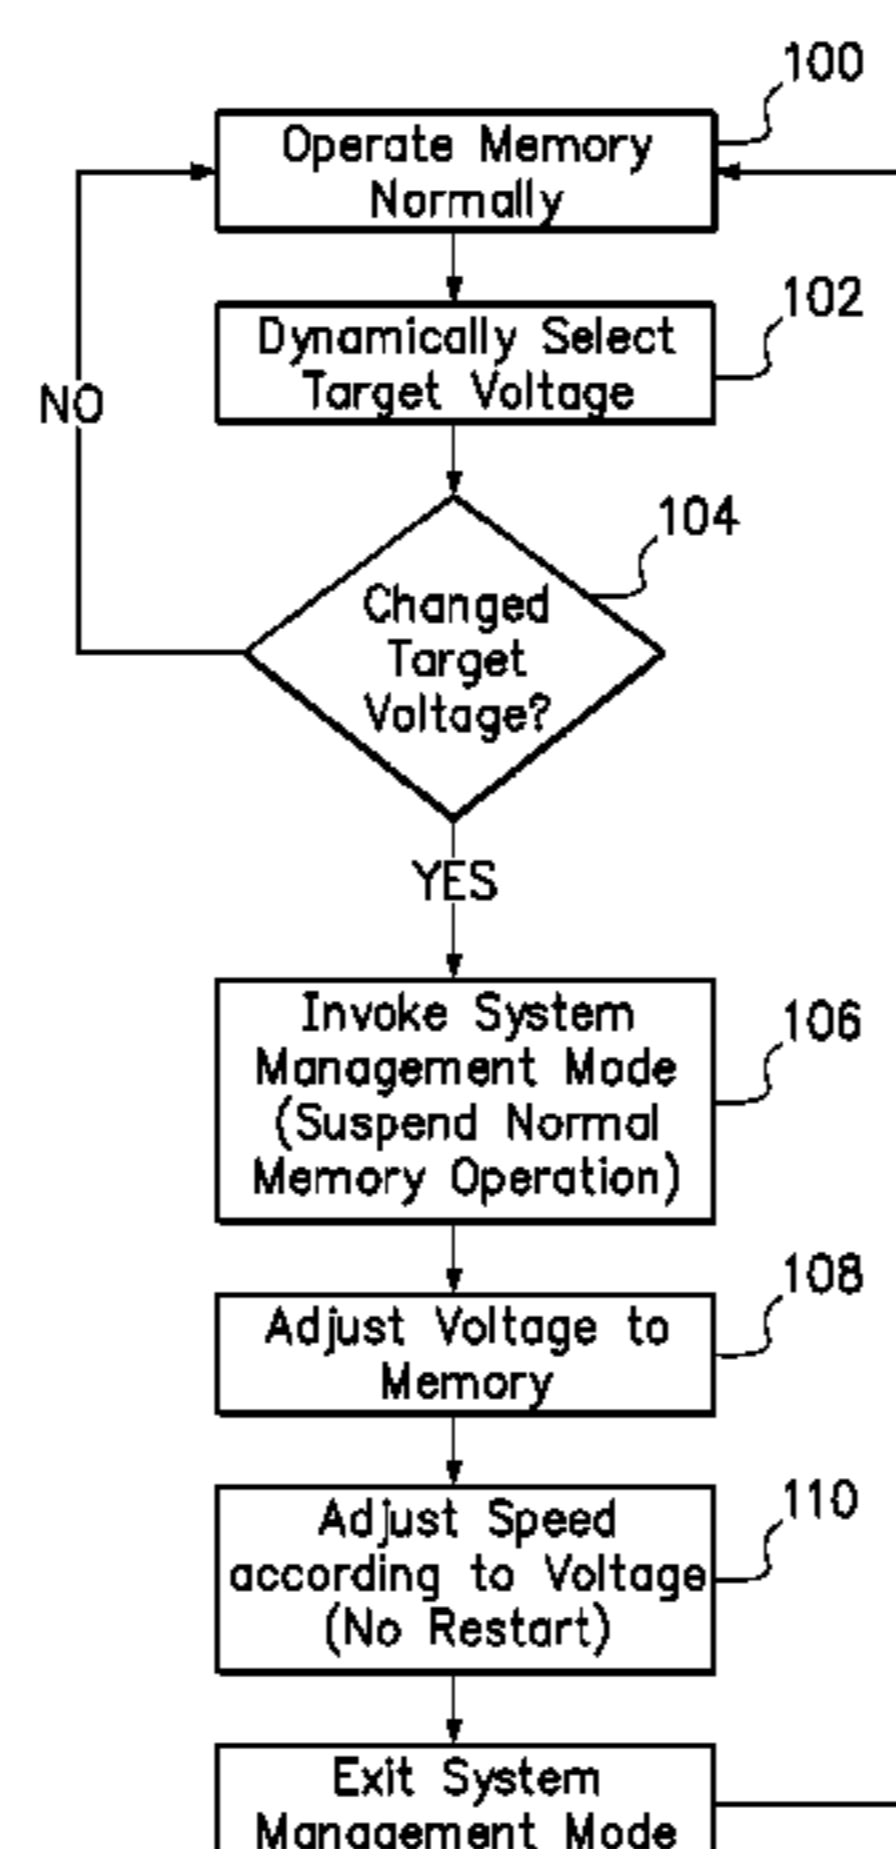 100
Operate Memory
Normally
102
Dynamically Select
Target Voltage
NO
104
Changed
Target
Voltage?
YES
Invoke System
106
Management Mode
(Suspend Normal
Memory Operation)
108
Adjust Voltage to
Memory
110
Adjust Speed
according to Voltage
(No Restart)
Exit System
Management Mode